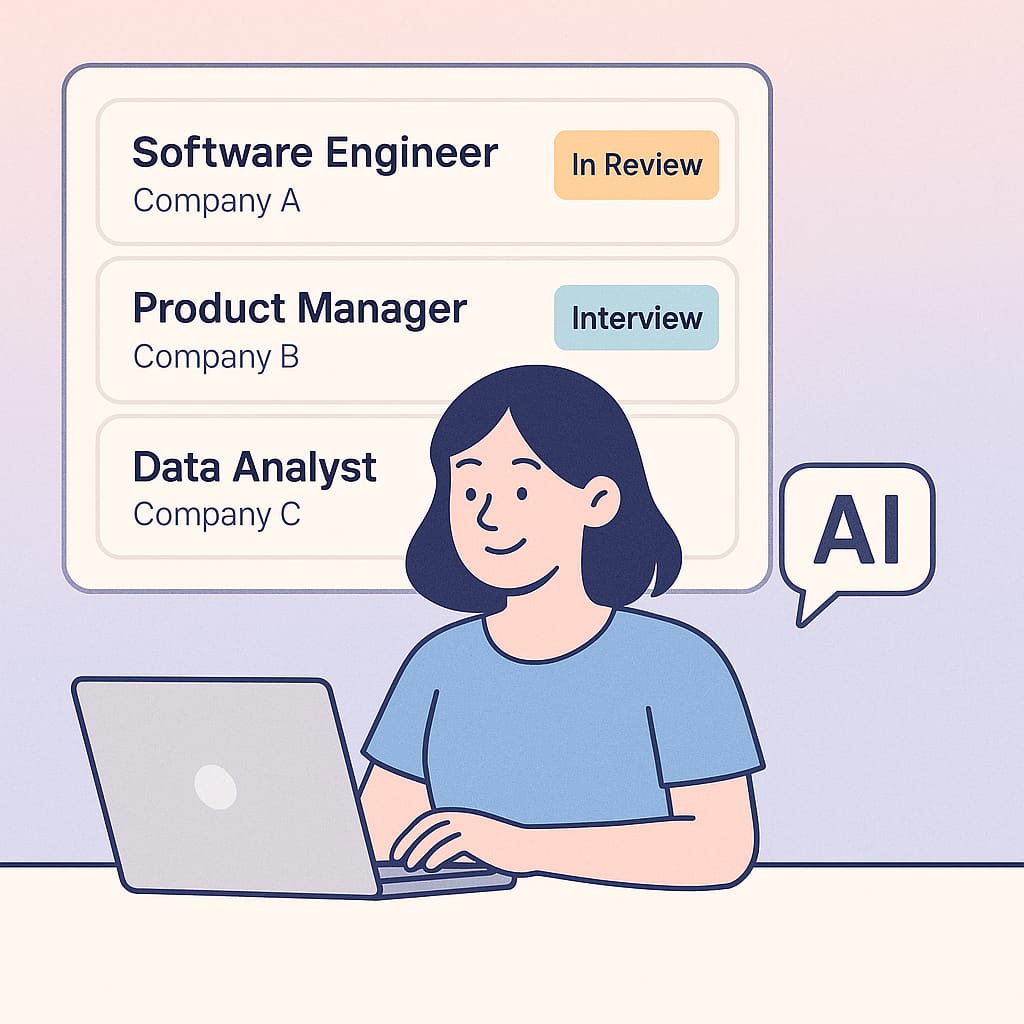 Software Engineer
Company A
In Review
Product Manager
Company B
Interview
Data Analyst
Company C
AI